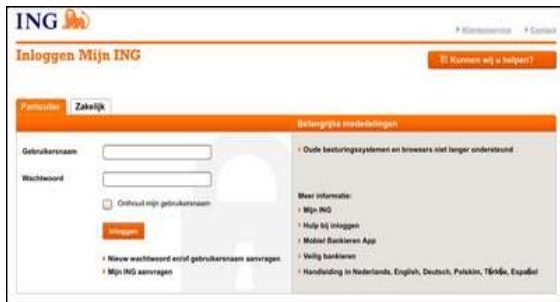 ING
Klantenservice
Contact
Inloggen Mijn ING
Kunnen wij u helpen?
Particulier
Zakelijk
Belangrijke mededelingen
Gebruikersnaam
Oude besturingssystemen en browsers niet langer ondersteund
Wachtwoord
Onthoud mijn gebruikersnaam
Meer informatie:
Mijn ING
Inloggen
Hulp bij inloggen
Mobiel Bankieren App
Nieuw wachtwoord en/of gebruikersnaam aanvragen
Veilig bankieren
Mijn ING aanvragen
Handleiding in Nederlands, English, Deutsch, Polskim,